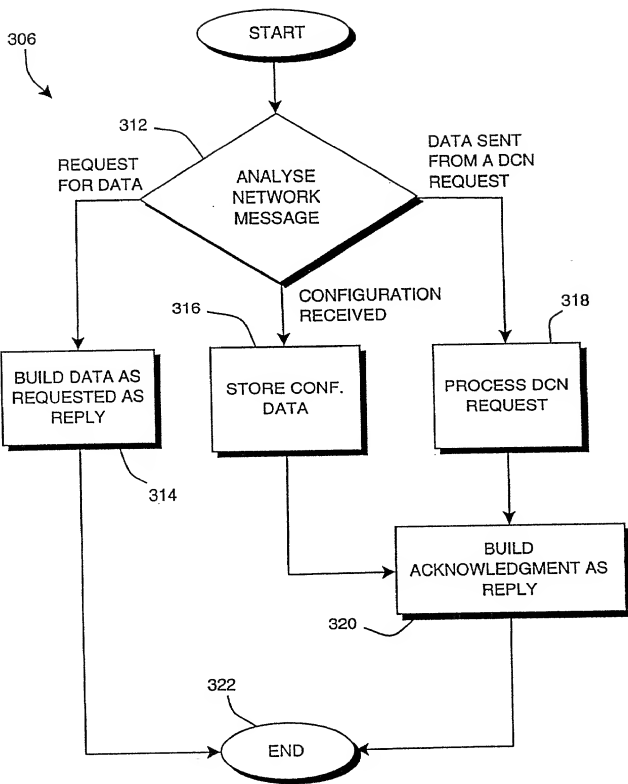 START
306
312
REQUEST
FOR DATA
ANALYSE
NETWORK
MESSAGE
DATA SENT
FROM A DCN
REQUEST
316
CONFIGURATION
RECEIVED
318
BUILD DATA AS
REQUESTED AS
REPLY
STORE CONF.
DATA
PROCESS DCN
REQUEST
314
BUILD
ACKNOWLEDGMENT AS
REPLY
320
322
END